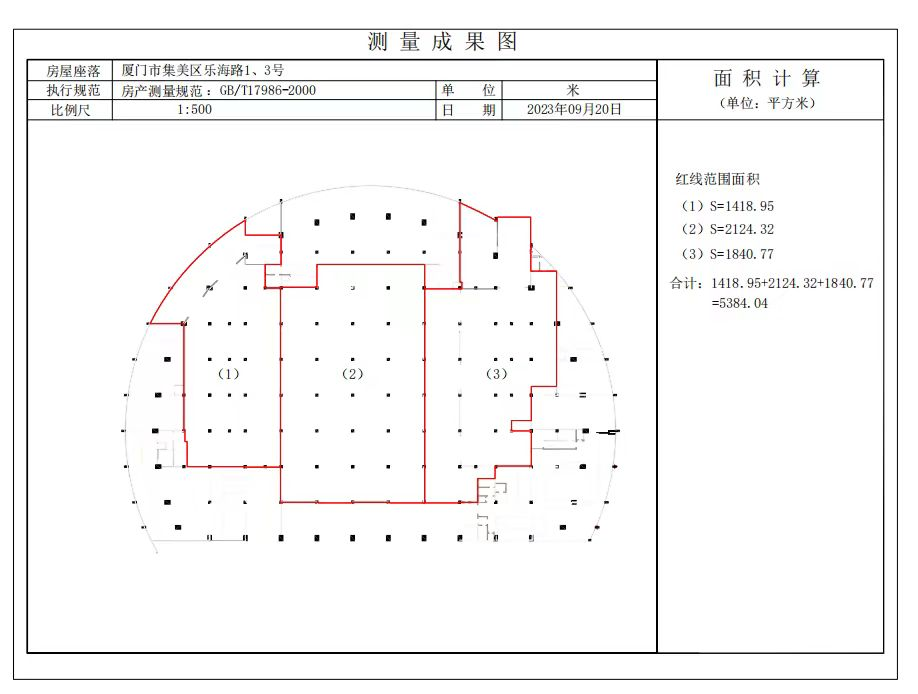 测量成果图
房屋座落 厦门市集美区乐海路1、3号
执行规范 房产测量规范：GB/T17986-2000 单位 米
比例尺 1:500 日期 2023年09月20日
面积计算
（单位：平方米）
红线范围面积
（1）S=1418.95
（2）S=2124.32
（3）S=1840.77
合计：1418.95+2124.32+1840.77
=5384.04
（1） （2） （3）